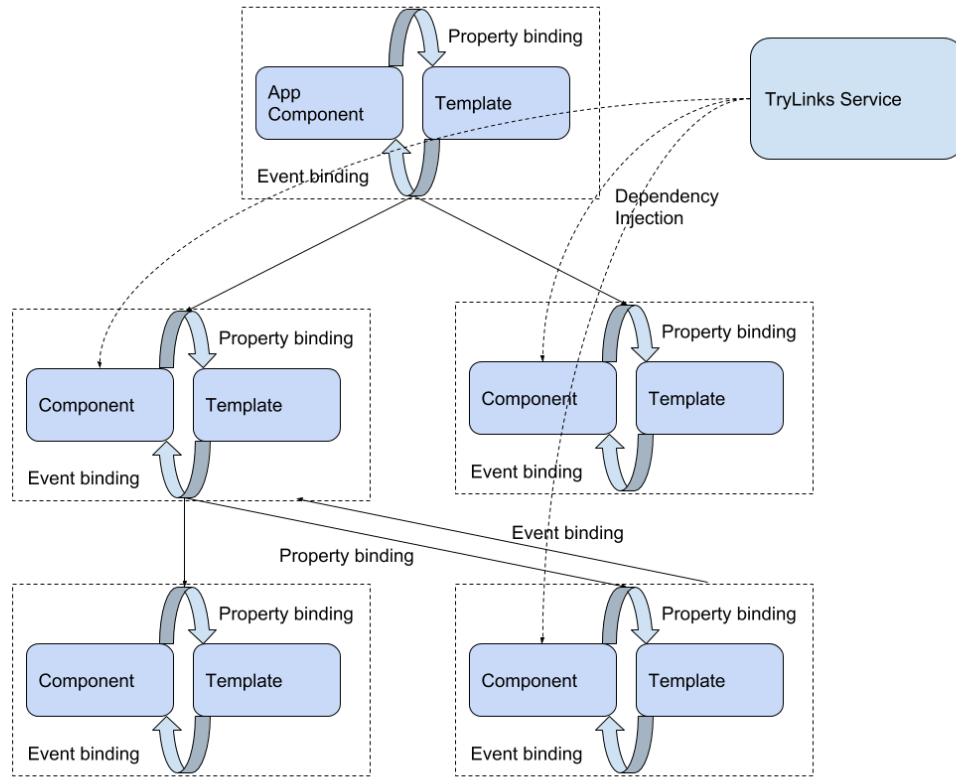 Property binding
App
Component
Template
TryLinks Service
Event binding
Dependency
Injection
Property binding
Component
Template
Event binding
Property binding
Component
Template
Event binding
Event binding
Property binding
Property binding
Component
Template
Event binding
Property binding
Component
Template
Event binding